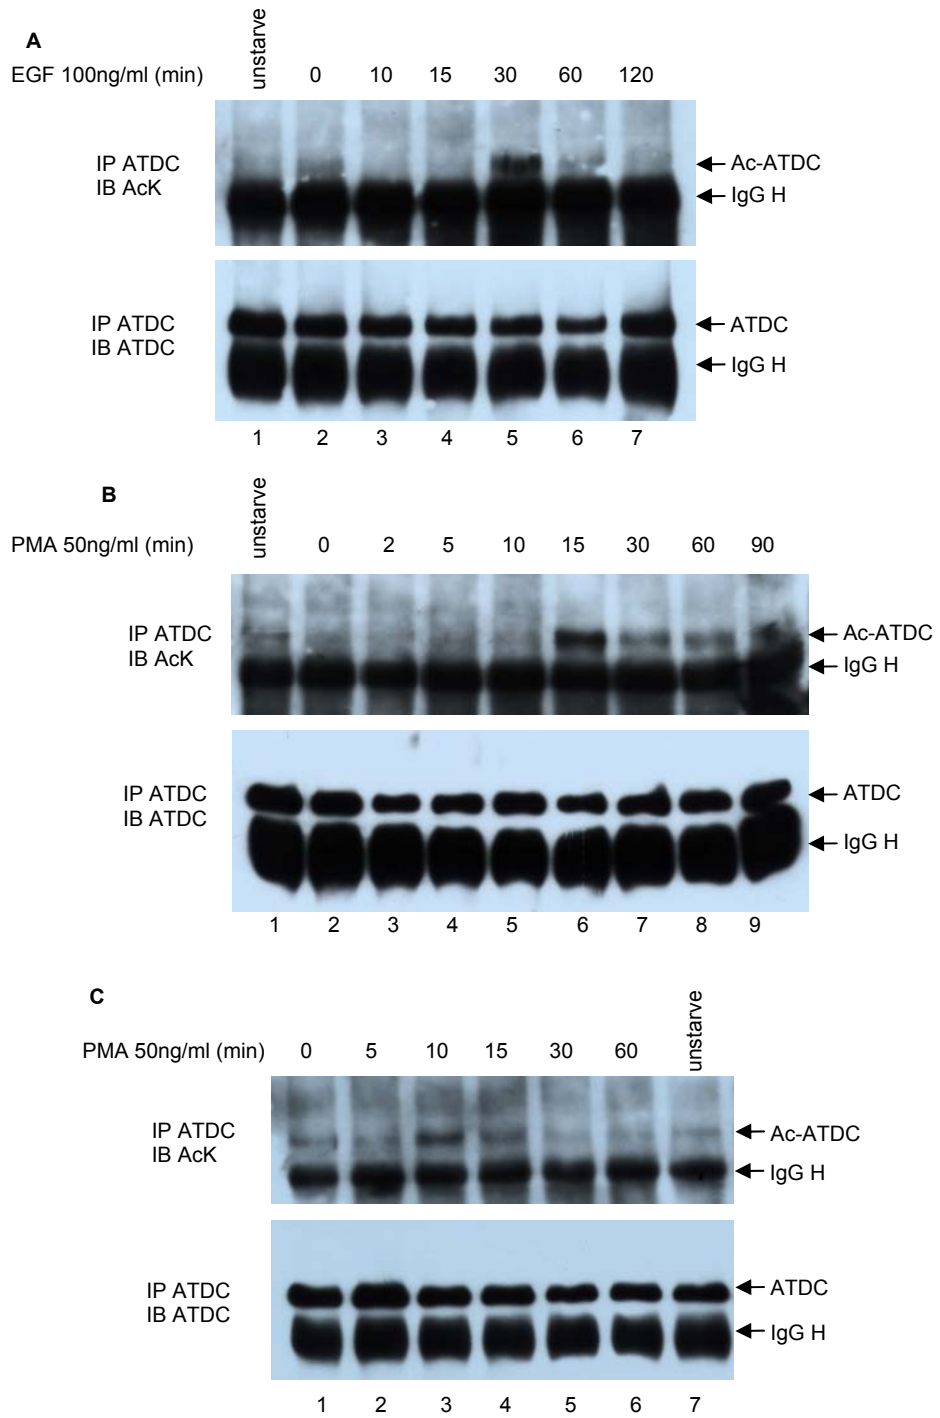 A
unstarve
EGF 100ng/ml (min) 0 10 15 30 60 120
IP ATDC
IB AcK
Ac-ATDC
IgG H
IP ATDC
IB ATDC
ATDC
IgG H
1 2 3 4 5 6 7
B
unstarve
PMA 50ng/ml (min) 0 2 5 10 15 30 60 90
IP ATDC
IB AcK
Ac-ATDC
IgG H
IP ATDC
IB ATDC
ATDC
IgG H
1 2 3 4 5 6 7 8 9
C
PMA 50ng/ml (min) 0 5 10 15 30 60
unstarve
IP ATDC
IB AcK
Ac-ATDC
IgG H
IP ATDC
IB ATDC
ATDC
IgG H
1 2 3 4 5 6 7